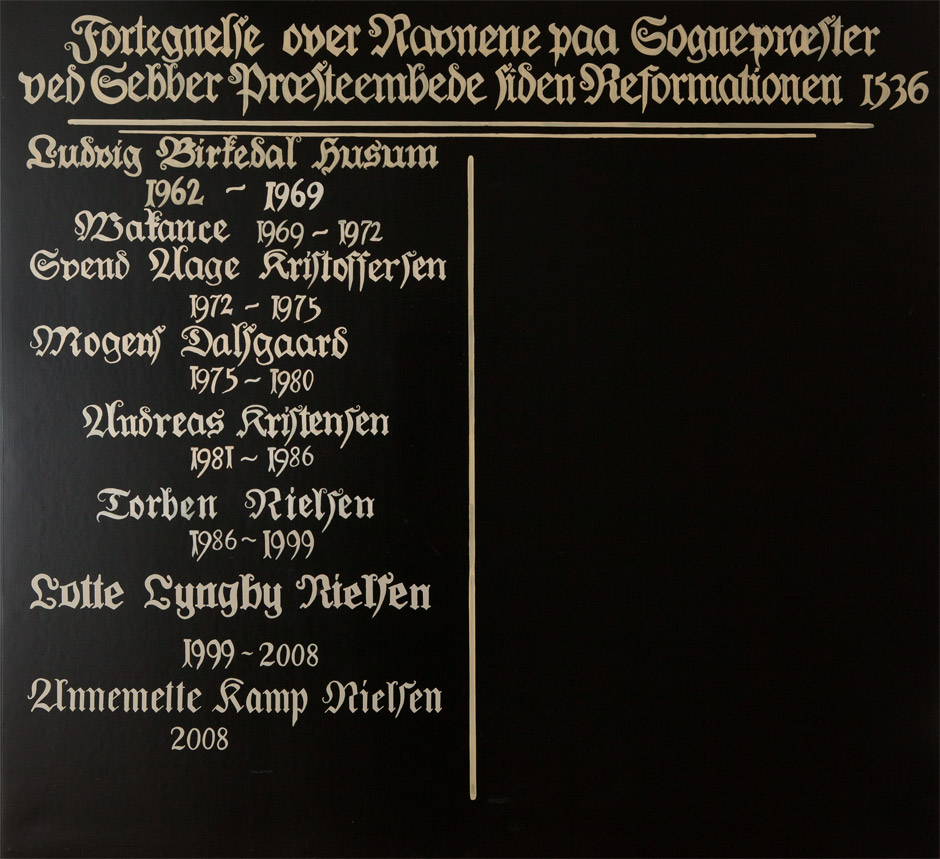 Fortegnelse over Navnene paa Sognepræster
ved Sebber Præsteembede siden Reformationen 1536
Ludvig Birkedal Husum
1962 - 1969
Vakance 1969 - 1972
Svend Aage Kristoffersen
1972 - 1975
Mogens Dalsgaard
1975 - 1980
Andreas Kristensen
1981 - 1986
Torben Nielsen
1986 - 1999
Lotte Lyngby Nielsen
1999 - 2008
Annemette Kamp Nielsen
2008